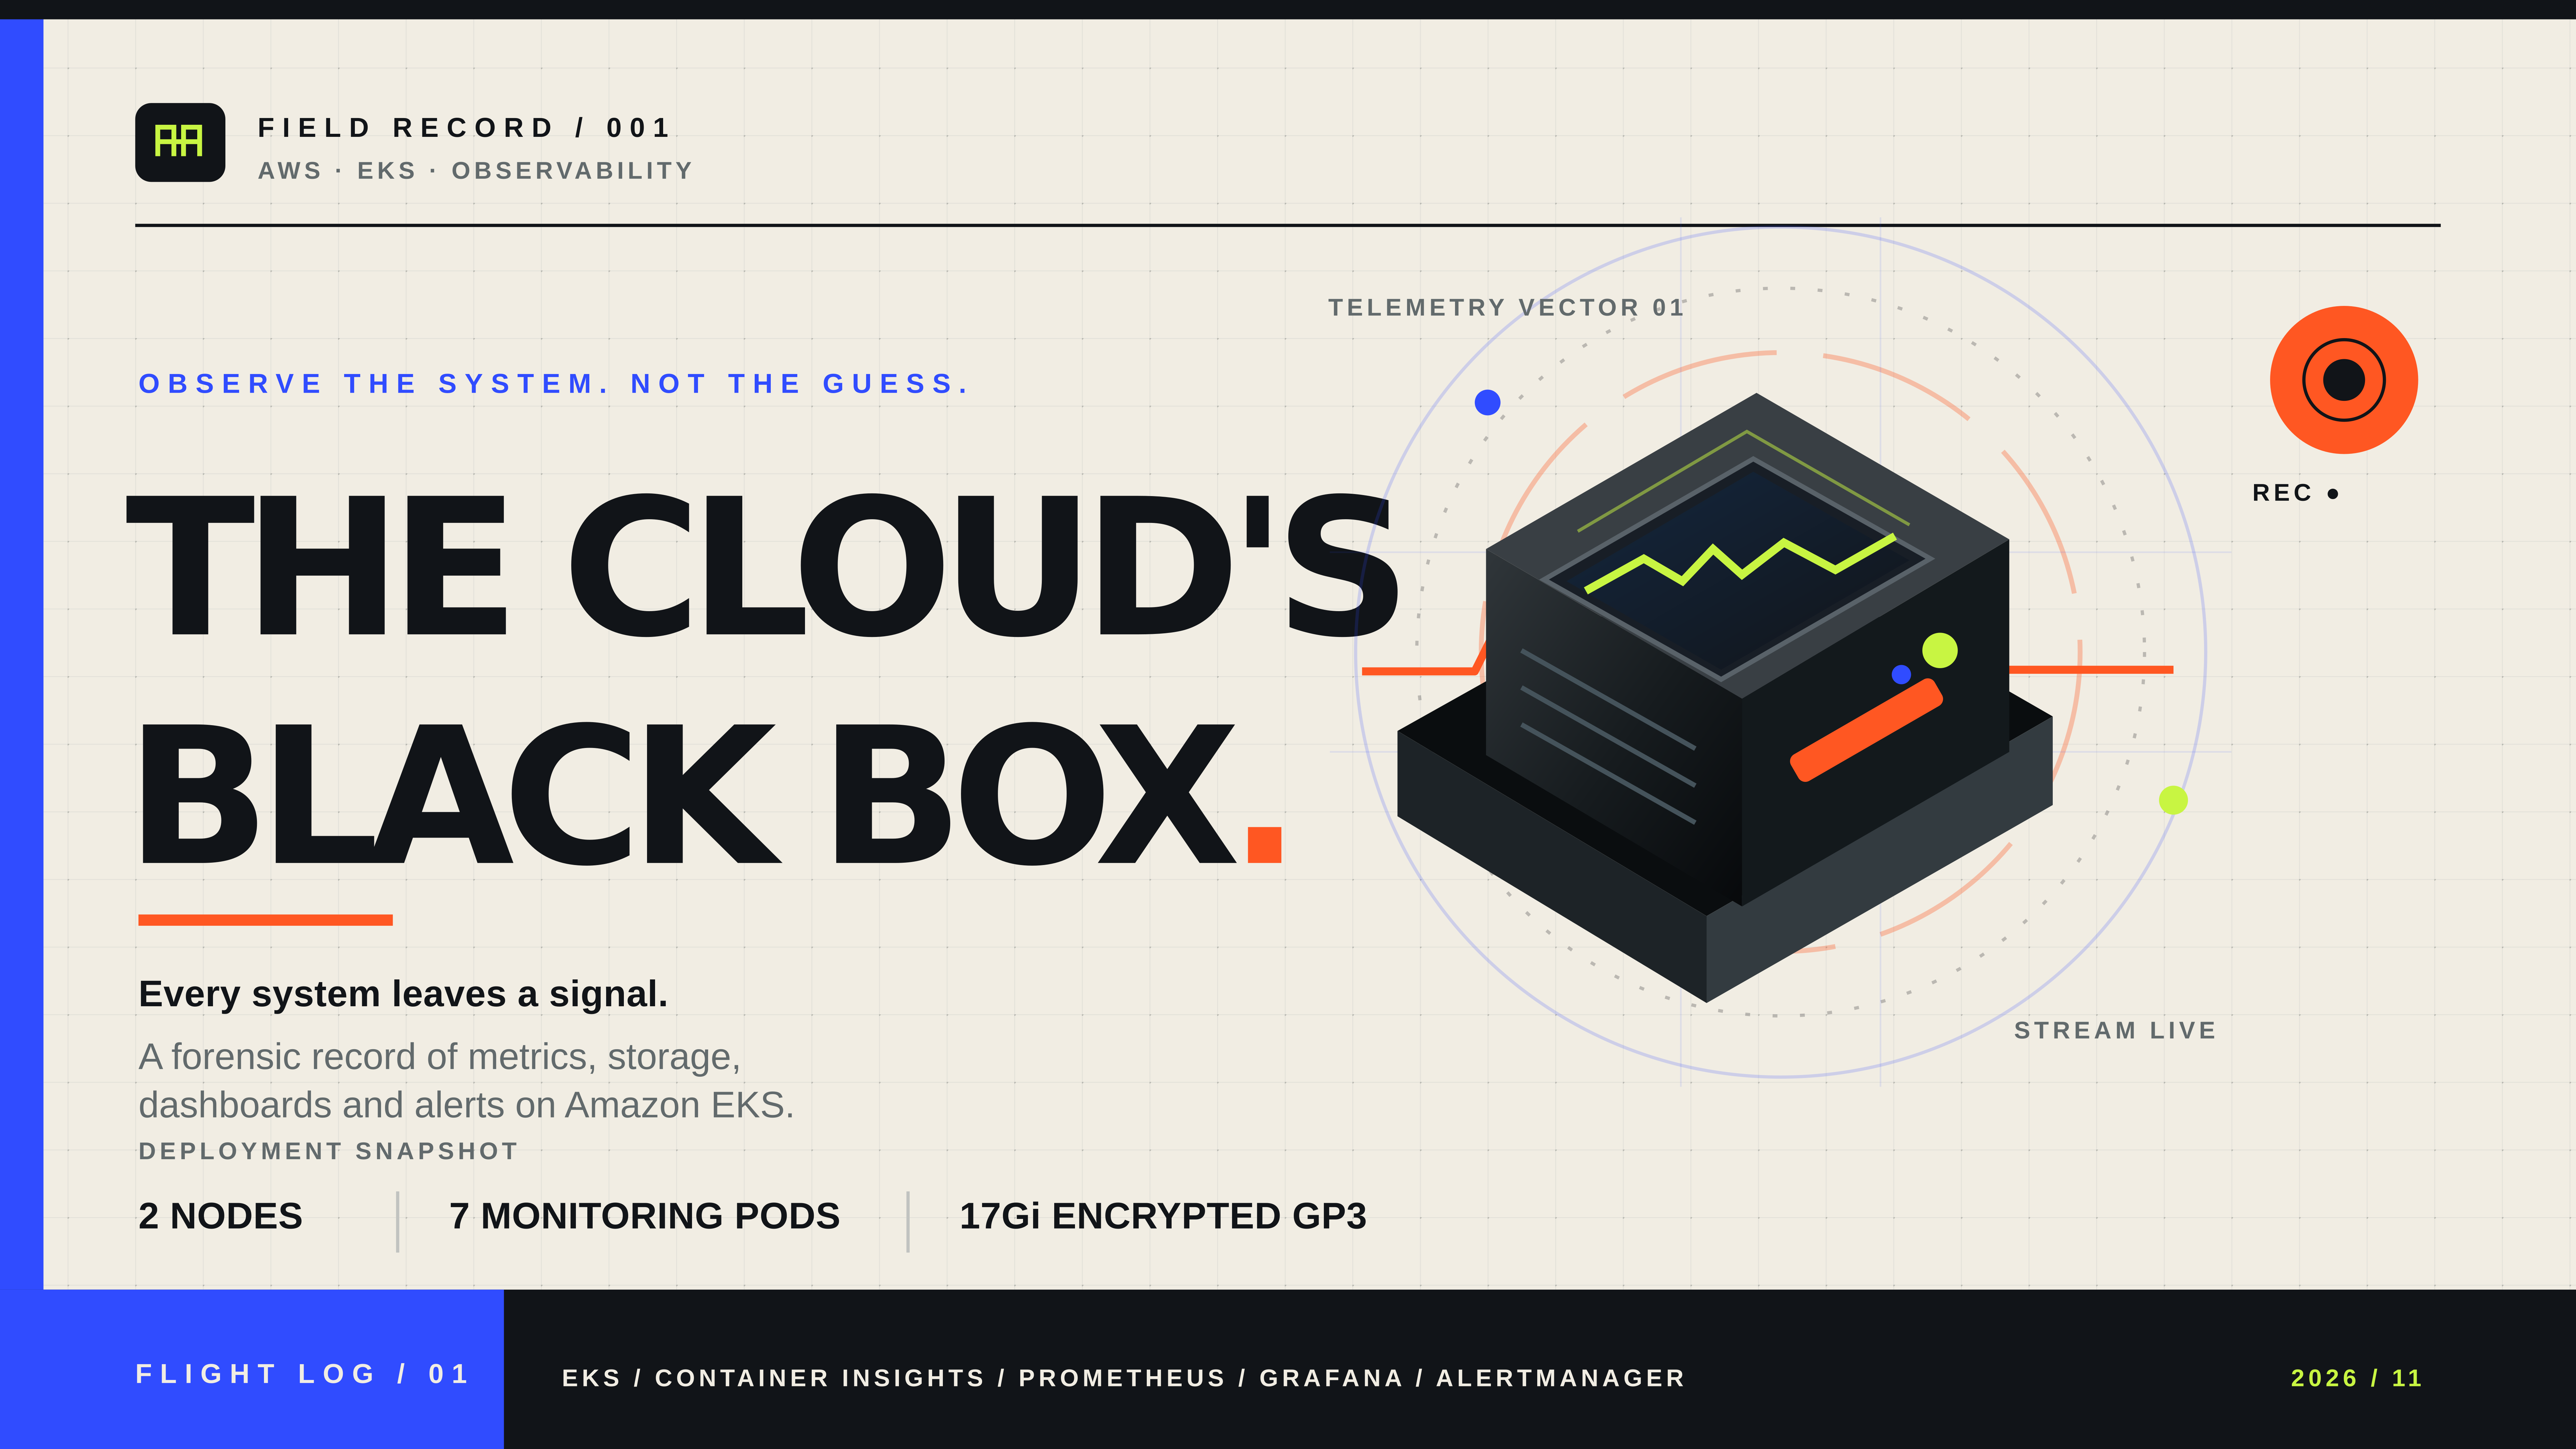 AA
FIELD RECORD / 001
AWS · EKS · OBSERVABILITY
TELEMETRY VECTOR 01
OBSERVE THE SYSTEM. NOT THE GUESS.
REC ●
THE CLOUD'S
BLACK BOX.
Every system leaves a signal.
A forensic record of metrics, storage,
dashboards and alerts on Amazon EKS.
STREAM LIVE
DEPLOYMENT SNAPSHOT
2 NODES
7 MONITORING PODS
17Gi ENCRYPTED GP3
FLIGHT LOG / 01
EKS / CONTAINER INSIGHTS / PROMETHEUS / GRAFANA / ALERTMANAGER
2026 / 11